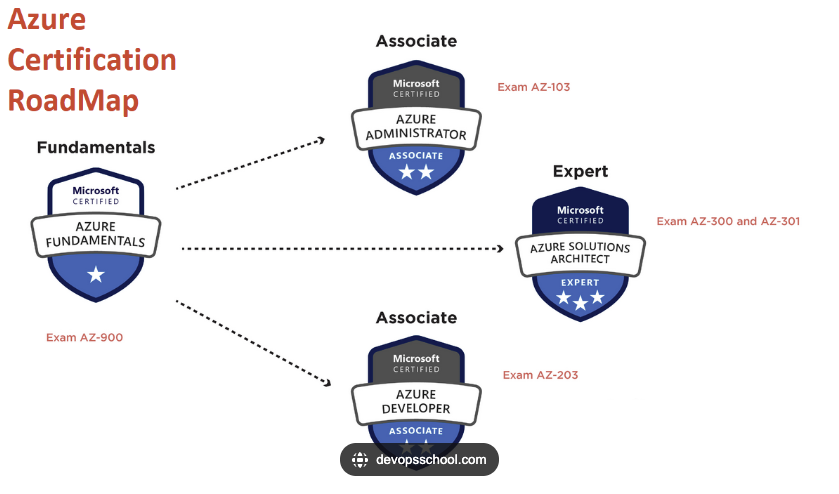 Azure
Certification
RoadMap
Fundamentals
Microsoft
CERTIFIED
AZURE
FUNDAMENTALS
Exam AZ-900
Associate
Microsoft
CERTIFIED
AZURE
ADMINISTRATOR
ASSOCIATE
Exam AZ-103
Expert
Microsoft
CERTIFIED
AZURE SOLUTIONS
ARCHITECT
EXPERT
Exam AZ-300 and AZ-301
Associate
Microsoft
CERTIFIED
AZURE
DEVELOPER
ASSOCIATE
Exam AZ-203
devopsschool.com